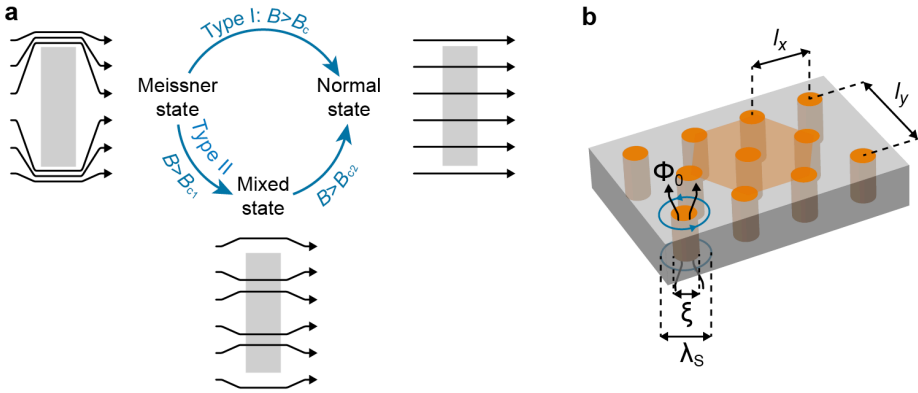 a
Type I: B>Bc
Meissner
state
Normal
state
Type II
B>Bc1
B>Bc2
Mixed
state
b
lx
ly
Φ0
ξ
λS